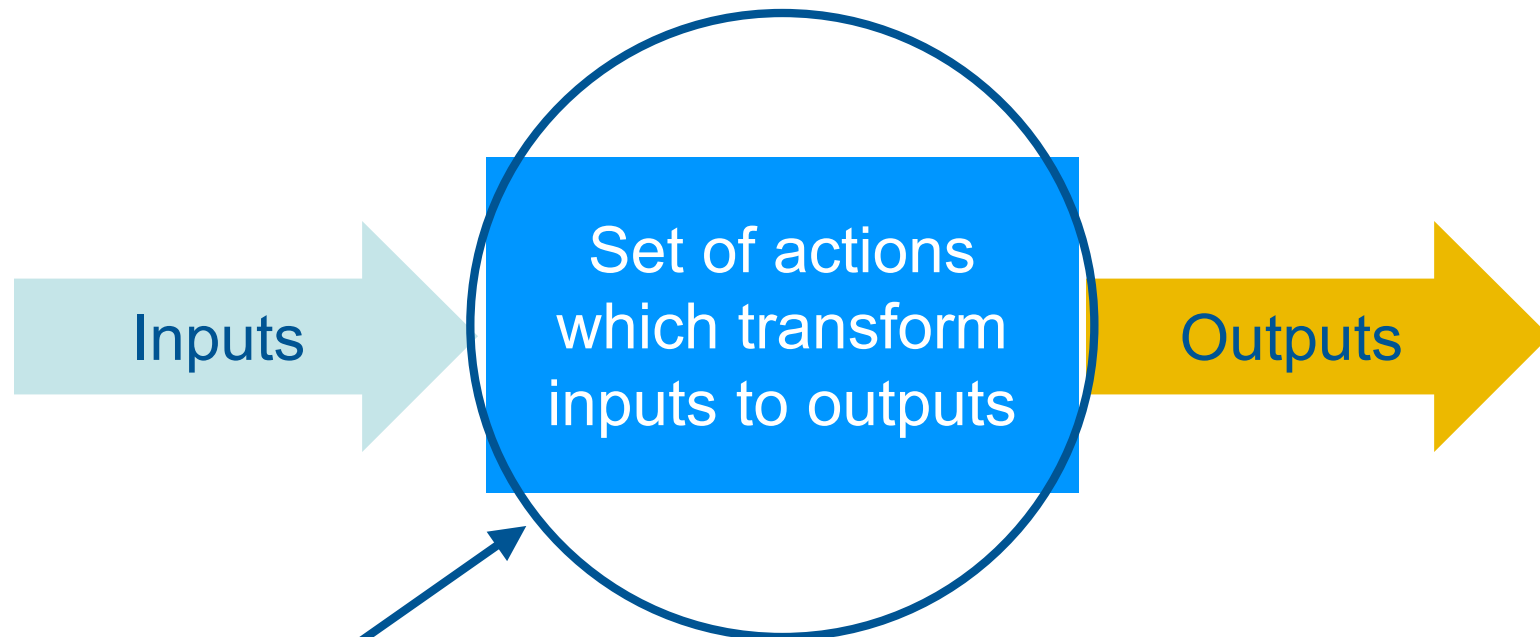 Inputs
Set of actions
which transform
inputs to outputs
Outputs